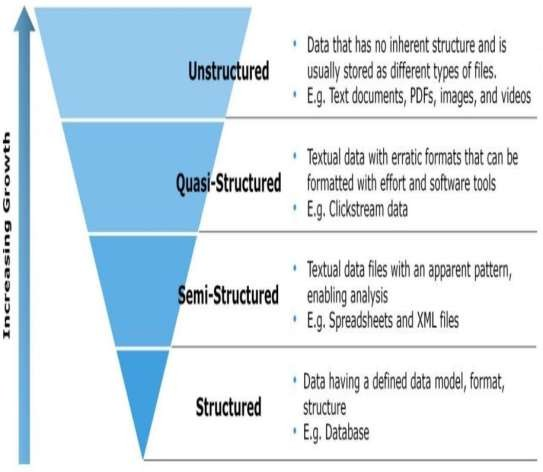 Increasing Growth
Unstructured
• Data that has no inherent structure and is
usually stored as different types of files.
• E.g. Text documents, PDFs, images, and videos
Quasi-Structured
• Textual data with erratic formats that can be
formatted with effort and software tools
• E.g. Clickstream data
Semi-Structured
• Textual data files with an apparent pattern,
enabling analysis
• E.g. Spreadsheets and XML files
Structured
• Data having a defined data model, format,
structure
• E.g. Database